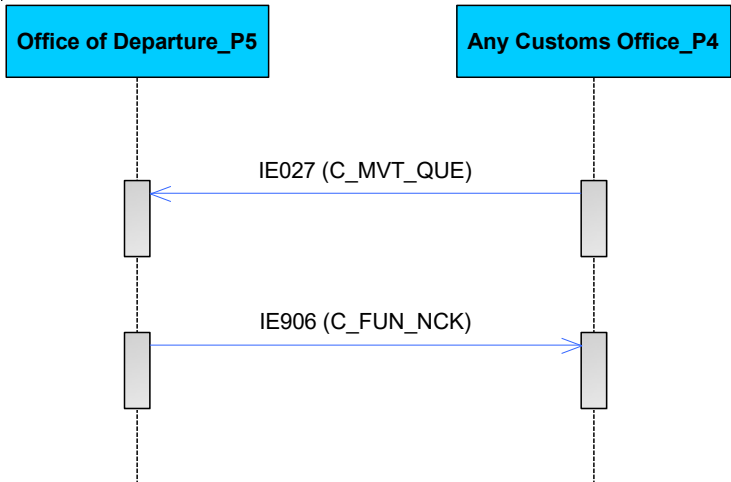 Office of Departure_P5
Any Customs Office_P4
IE027 (C_MVT_QUE)
IE906 (C_FUN_NCK)